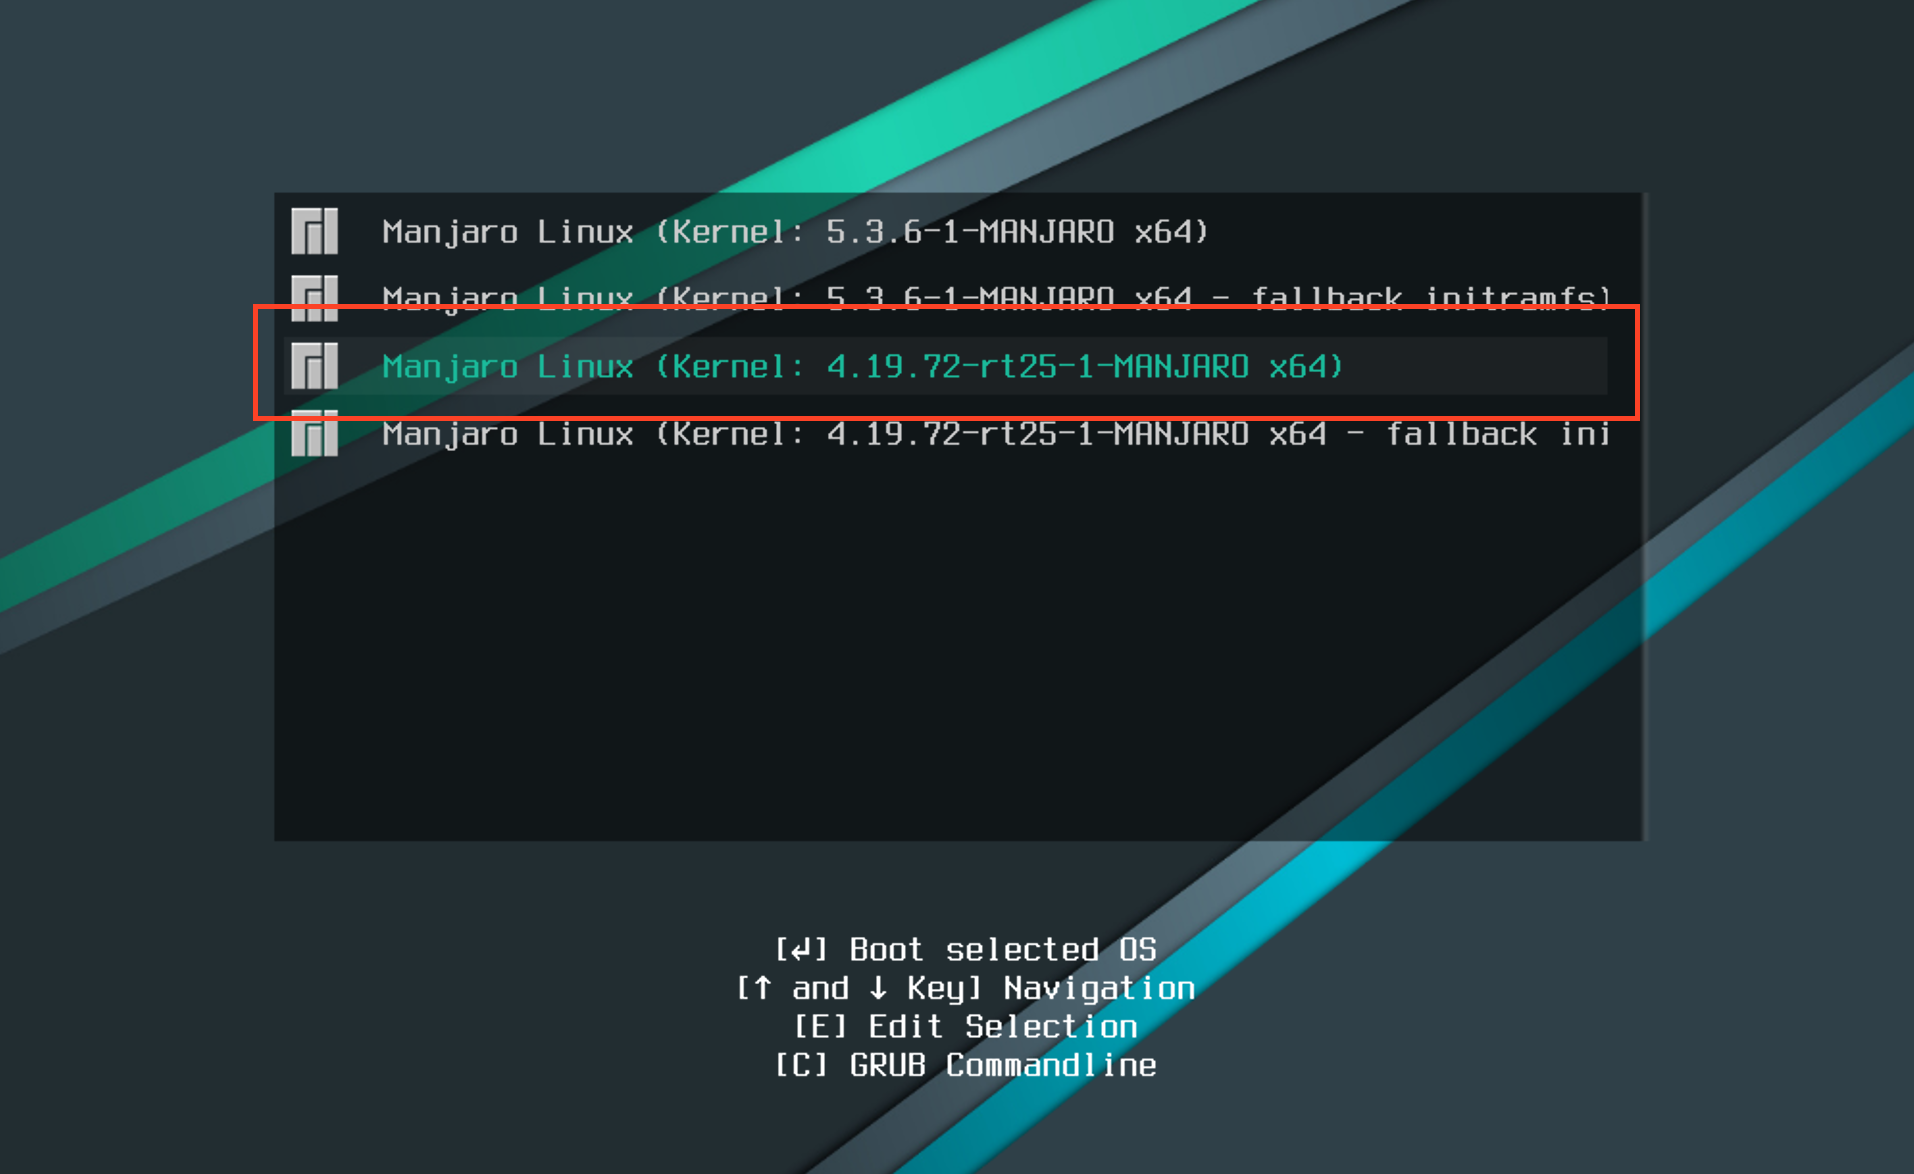 Manjaro Linux (Kernel: 5.3.6-1-MANJARO x64)
Manjaro Linux (Kernel: 5.3.6-1-MANJARO x64 - fallback initramfs)
Manjaro Linux (Kernel: 4.19.72-rt25-1-MANJARO x64)
Manjaro Linux (Kernel: 4.19.72-rt25-1-MANJARO x64 - fallback ini
[↲] Boot selected OS
[↑ and ↓ Key] Navigation
[E] Edit Selection
[C] GRUB Commandline